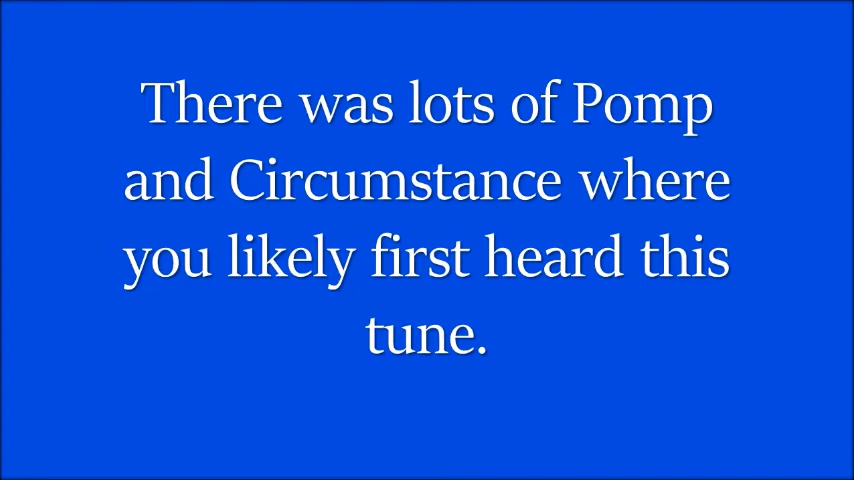 There was lots of Pomp
and Circumstance where
you likely first heard this
tune.